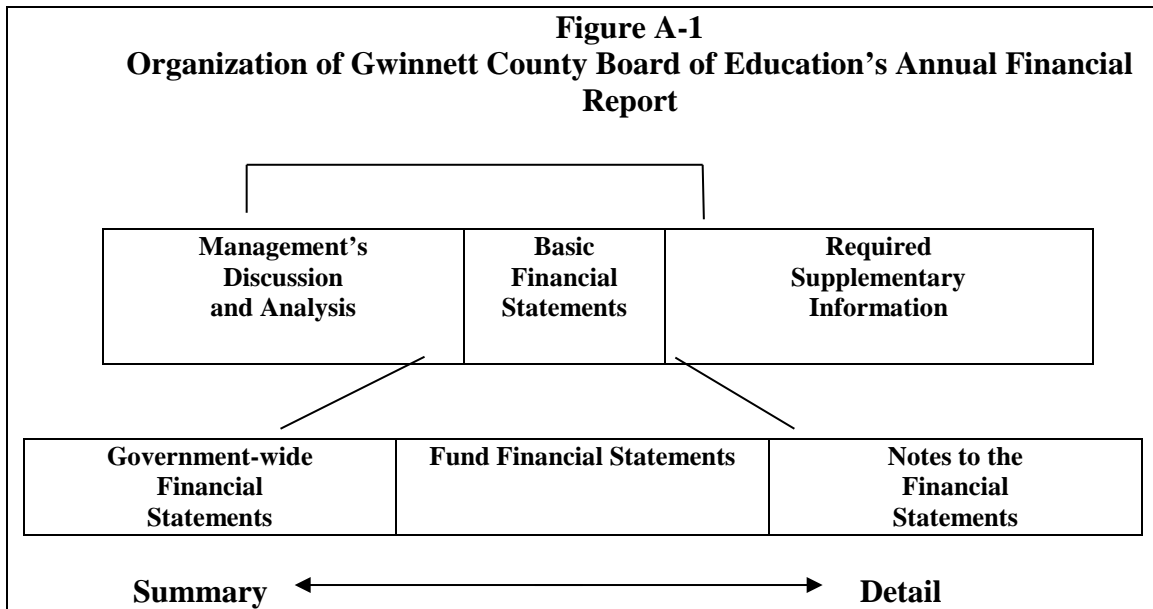 Figure A-1
Organization of Gwinnett County Board of Education’s Annual Financial
Report
Management’s
Discussion
and Analysis
Basic
Financial
Statements
Required
Supplementary
Information
Government-wide
Financial
Statements
Fund Financial Statements
Notes to the
Financial
Statements
Summary
Detail